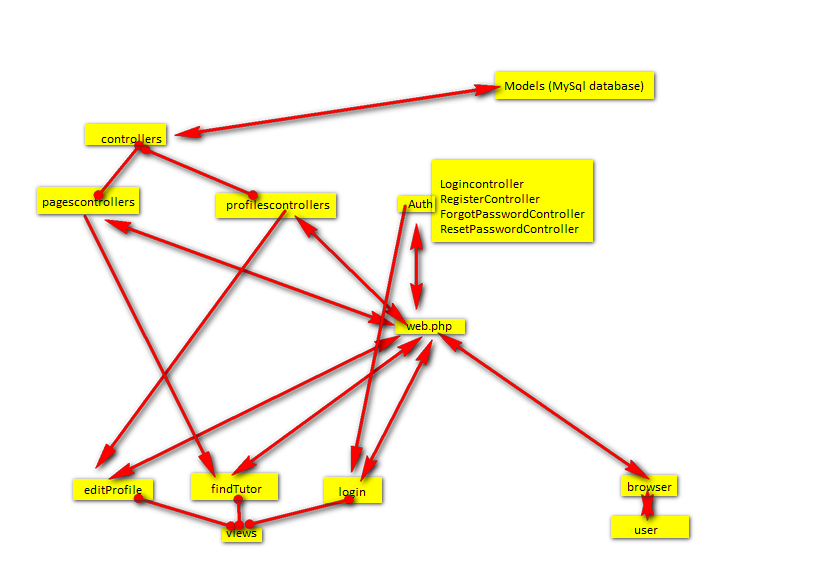 Models (MySql database)
controllers
Logincontroller
RegisterController
ForgotPasswordController
ResetPasswordController
pagescontrollers
profilescontrollers
Auth
web.php
editProfile
findTutor
login
browser
views
user